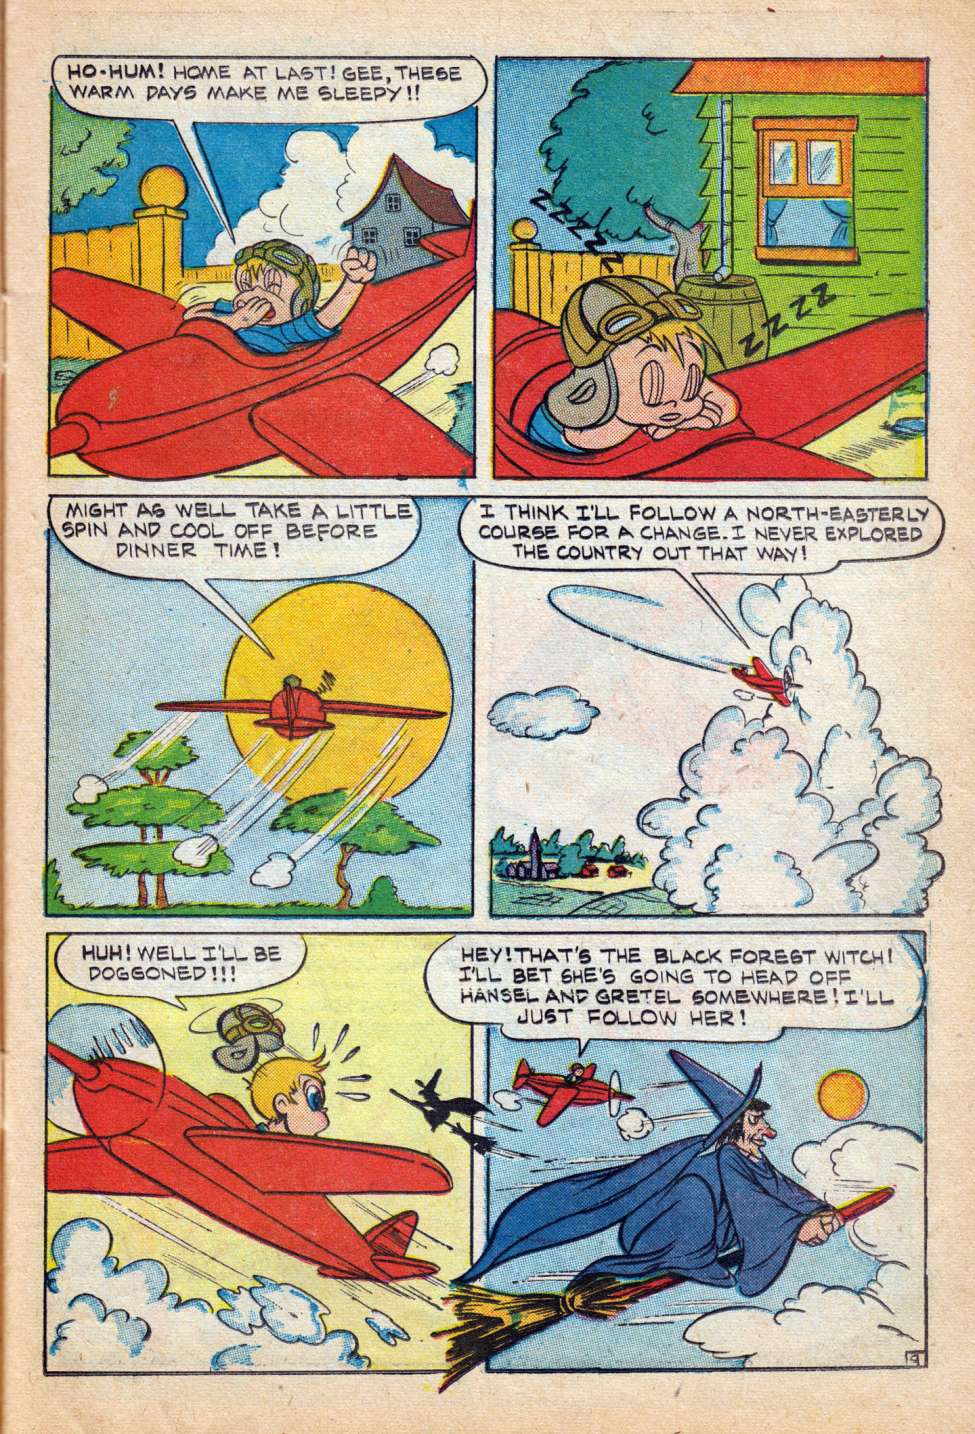 HO-HUM! HOME AT LAST! GEE, THESE
WARM DAYS MAKE ME SLEEPY!!
ZZZZZ
ZZZZ
MIGHT AS WELL TAKE A LITTLE
SPIN AND COOL OFF BEFORE
DINNER TIME!
I THINK I'LL FOLLOW A NORTH-EASTERLY
COURSE FOR A CHANGE. I NEVER EXPLORED
THE COUNTRY OUT THAT WAY!
HUH! WELL I'LL BE
DOGGONED!!!
HEY! THAT'S THE BLACK FOREST WITCH!
I'LL BET SHE'S GOING TO HEAD OFF
HANSEL AND GRETEL SOMEWHERE! I'LL
JUST FOLLOW HER!
9